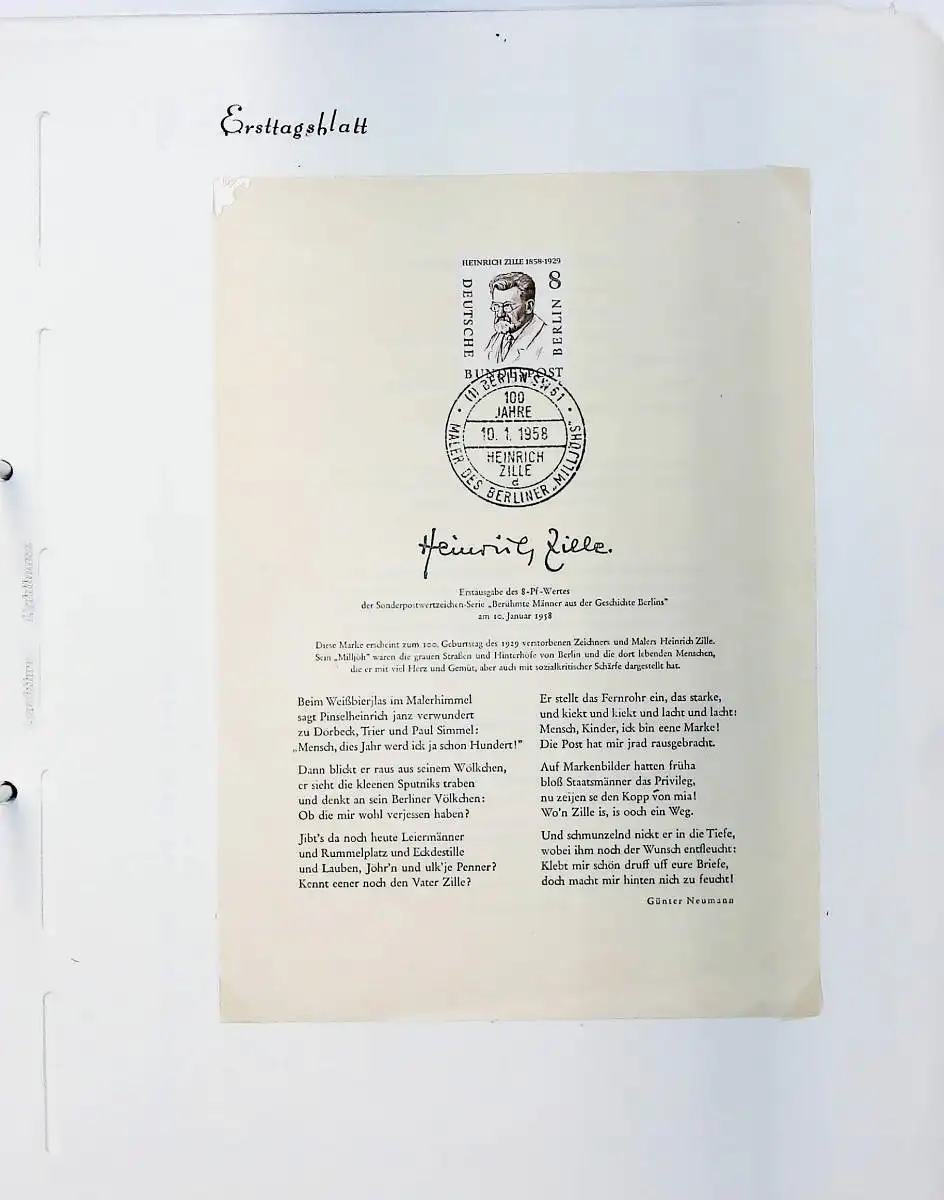 Ersttagsblatt
HEINRICH ZILLE 1858-1929
8
DEUTSCHE
BERLIN
BUNDESPOST
(1) BERLIN SW 61
100
JAHRE
10. 1. 1958
HEINRICH
ZILLE
d
MALER DES BERLINER „MILLJÖHS"
Heinrich Zille.
Erstausgabe des 8-Pf-Wertes
der Sonderpostwertzeichen-Serie „Berühmte Männer aus der Geschichte Berlins"
am 10. Januar 1958
Diese Marke erscheint zum 100. Geburtstag des 1929 verstorbenen Zeichners und Malers Heinrich Zille.
Sein „Milljöh" waren die grauen Straßen und Hinterhöfe von Berlin und die dort lebenden Menschen,
die er mit viel Herz und Gemüt, aber auch mit sozialkritischer Schärfe dargestellt hat.
Beim Weißbierjlas im Malerhimmel
sagt Pinselheinrich janz verwundert
zu Dörbeck, Trier und Paul Simmel:
„Mensch, dies Jahr werd ick ja schon Hundert!"
Dann blickt er raus aus seinem Wölkchen,
er sieht die kleenen Sputniks traben
und denkt an sein Berliner Völkchen:
Ob die mir wohl verjessen haben?
Jibt's da noch heute Leiermänner
und Rummelplatz und Eckdestille
und Lauben, Jöhr'n und ulk'je Penner?
Kennt eener noch den Vater Zille?
Er stellt das Fernrohr ein, das starke,
und kiekt und kiekt und lacht und lacht:
Mensch, Kinder, ick bin eene Marke!
Die Post hat mir jrad rausgebracht.
Auf Markenbilder hatten früha
bloß Staatsmänner das Privileg,
nu zeijen se den Kopp von mia!
Wo'n Zille is, is ooch ein Weg.
Und schmunzelnd nickt er in die Tiefe,
wobei ihm noch der Wunsch entfleucht:
Klebt mir schön druff uff eure Briefe,
doch macht mir hinten nich zu feucht!
Günter Neumann